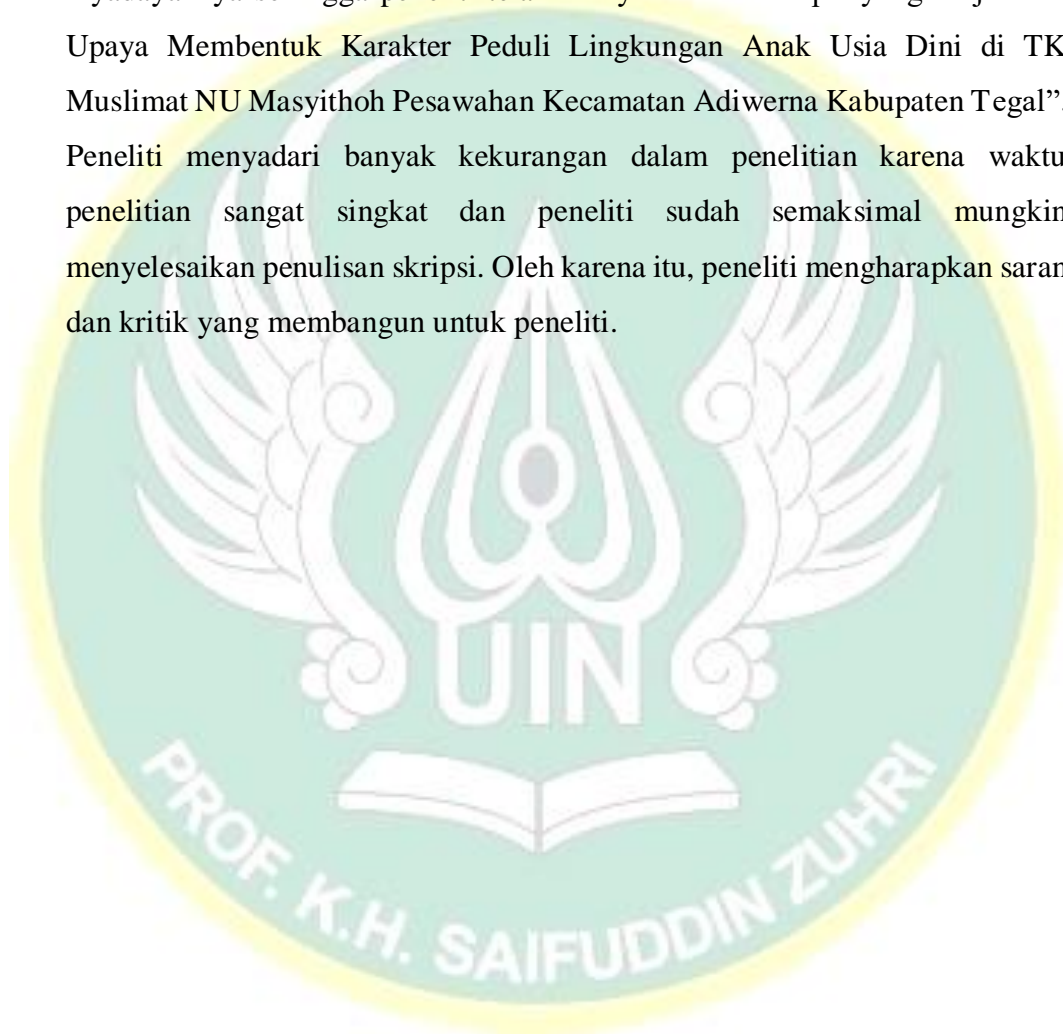 Upaya Membentuk Karakter Peduli Lingkungan Anak Usia Dini di TK
Muslimat NU Masyithoh Pesawahan Kecamatan Adiwerna Kabupaten Tegal”.
Peneliti menyadari banyak kekurangan dalam penelitian karena waktu
penelitian sangat singkat dan peneliti sudah semaksimal mungkin
menyelesaikan penulisan skripsi. Oleh karena itu, peneliti mengharapkan saran
dan kritik yang membangun untuk peneliti.
UIN
PROF. K.H. SAIFUDDIN ZUHRI